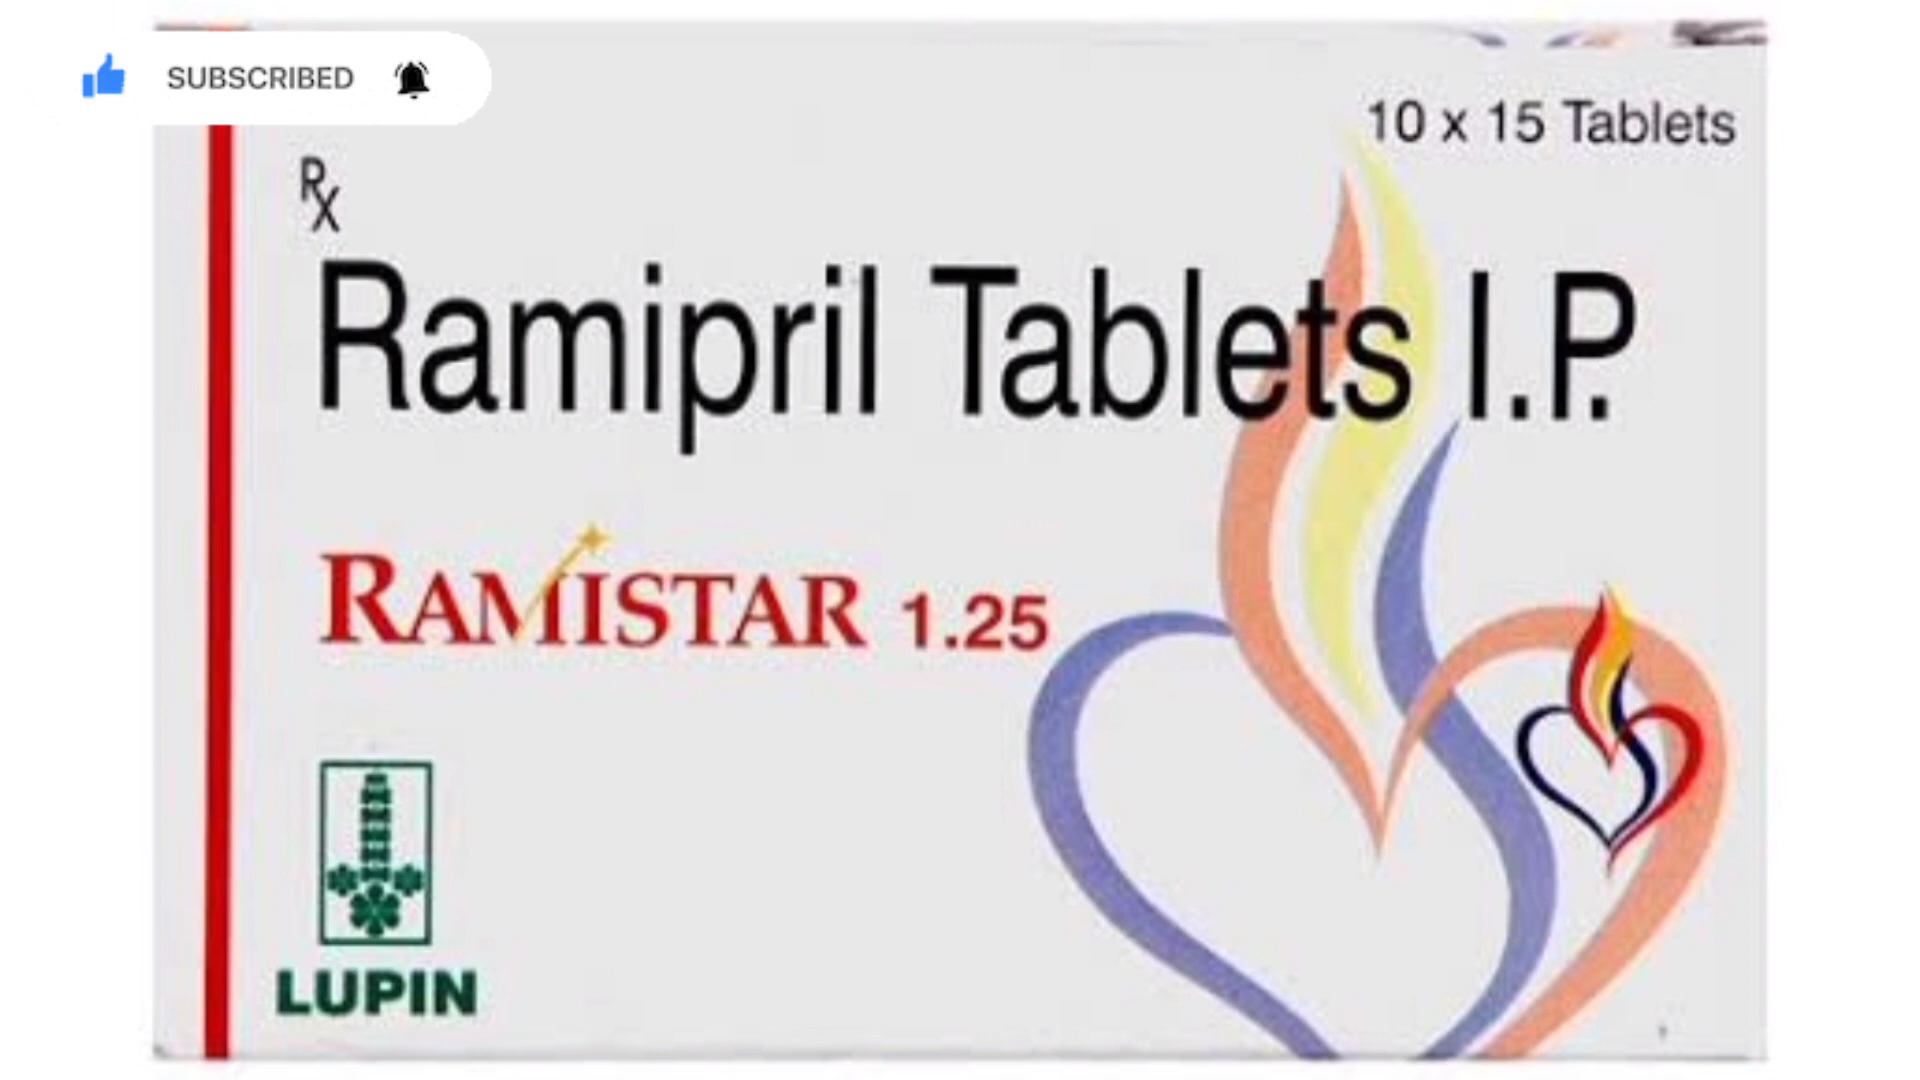 SUBSCRIBED
10 x 15 Tablets
Rx
Ramipril Tablets I.P.
RAMISTAR 1.25
LUPIN